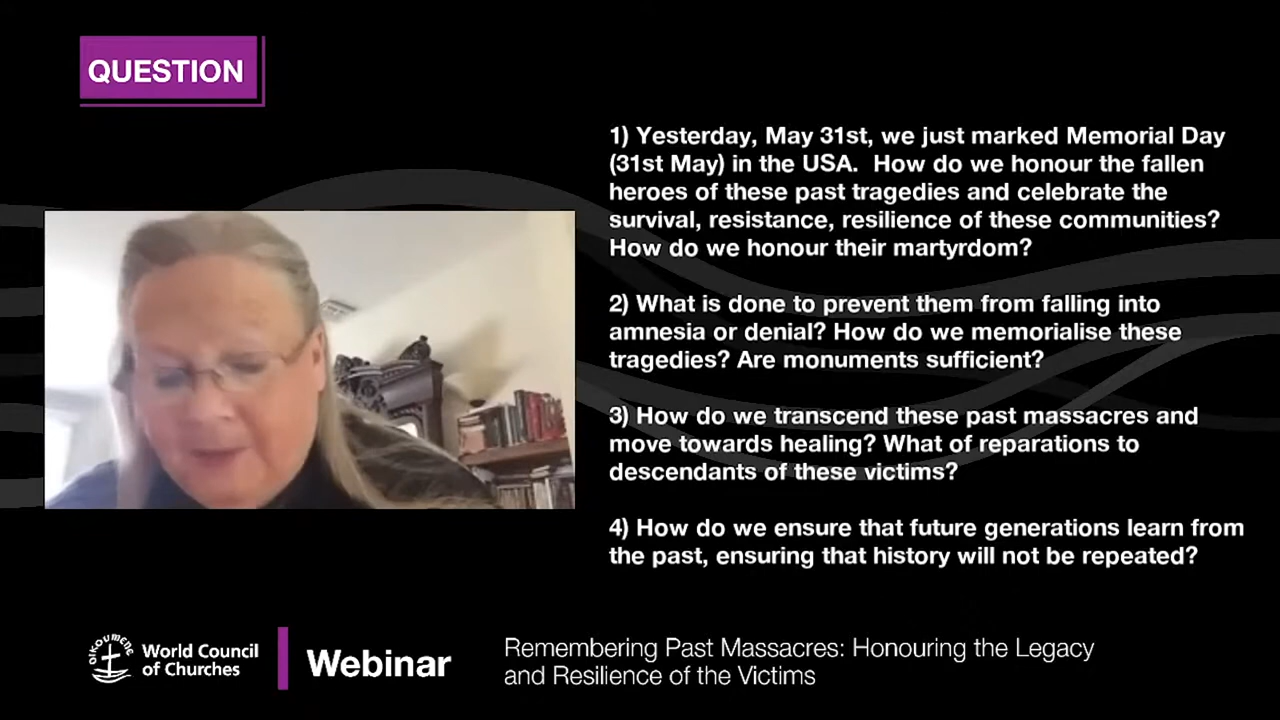 QUESTION
1) Yesterday, May 31st, we just marked Memorial Day
(31st May) in the USA.  How do we honour the fallen
heroes of these past tragedies and celebrate the
survival, resistance, resilience of these communities?
How do we honour their martyrdom?
2) What is done to prevent them from falling into
amnesia or denial? How do we memorialise these
tragedies? Are monuments sufficient?
3) How do we transcend these past massacres and
move towards healing? What of reparations to
descendants of these victims?
4) How do we ensure that future generations learn from
the past, ensuring that history will not be repeated?
OIKOUMENE
World Council
of Churches
Webinar
Remembering Past Massacres: Honouring the Legacy
and Resilience of the Victims